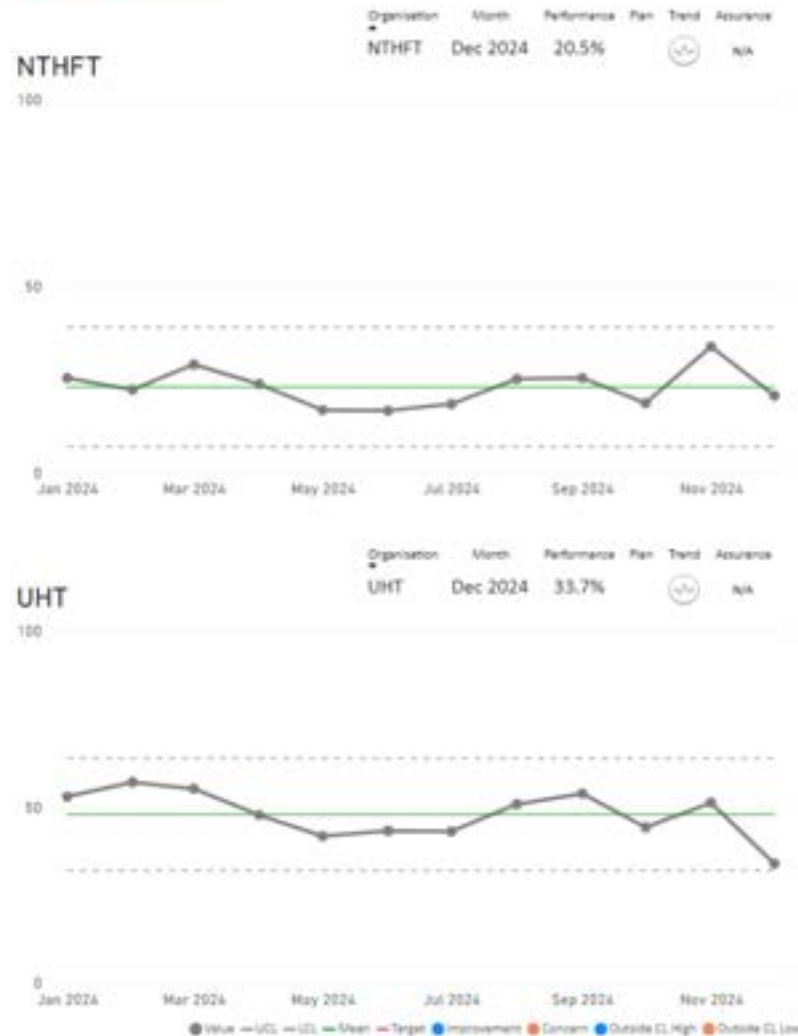 Organisation Month Performance Plan Trend Assurance
NTHFT Dec 2024 20.5% N/A
NTHFT
100
50
0
Jan 2024 Mar 2024 May 2024 Jul 2024 Sep 2024 Nov 2024
Organisation Month Performance Plan Trend Assurance
UHT Dec 2024 33.7% N/A
UHT
100
50
0
Jan 2024 Mar 2024 May 2024 Jul 2024 Sep 2024 Nov 2024
Value UCL LCL Mean Target Improvement Concern Outside CL High Outside CL Low